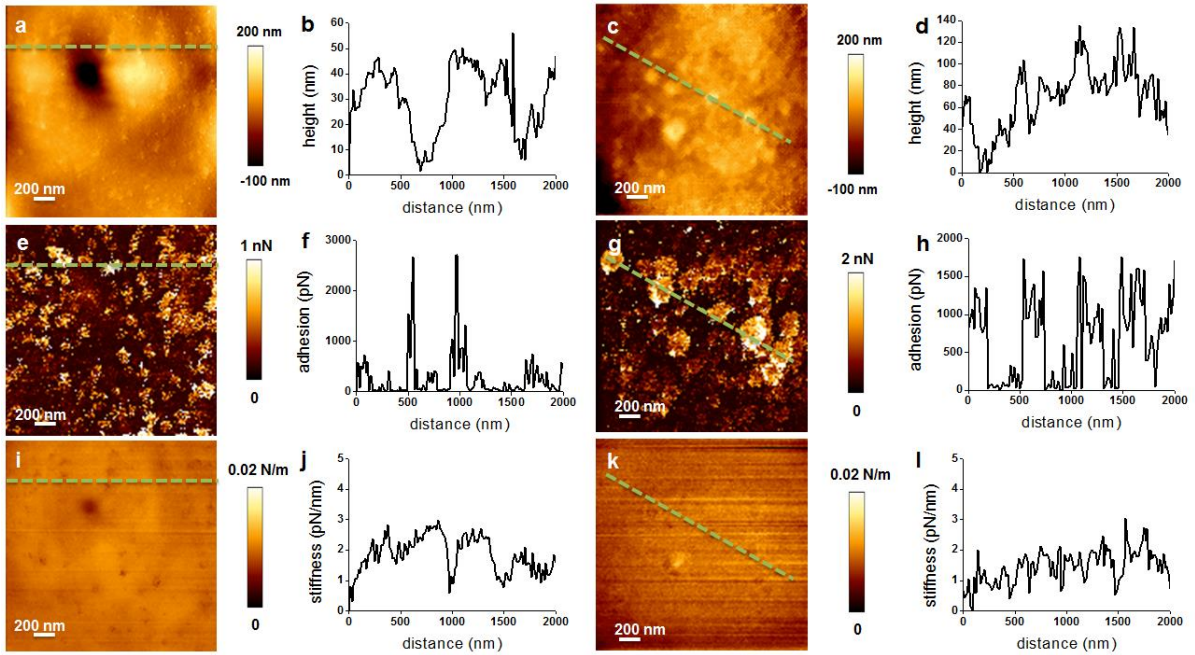 a
200 nm
-100 nm
200 nm
b
60
50
40
30
20
10
0
height (nm)
0
500
1000
1500
2000
distance (nm)
c
200 nm
-100 nm
200 nm
d
140
120
100
80
60
40
20
0
height (nm)
0
500
1000
1500
2000
distance (nm)
e
1 nN
0
200 nm
f
3000
2000
1000
0
adhesion (pN)
0
500
1000
1500
2000
distance (nm)
g
2 nN
0
200 nm
h
2000
1500
1000
500
0
adhesion (pN)
0
500
1000
1500
2000
distance (nm)
i
0.02 N/m
0
200 nm
j
5
4
3
2
1
0
stiffness (pN/nm)
0
500
1000
1500
2000
distance (nm)
k
0.02 N/m
0
200 nm
l
5
4
3
2
1
0
stiffness (pN/nm)
0
500
1000
1500
2000
distance (nm)